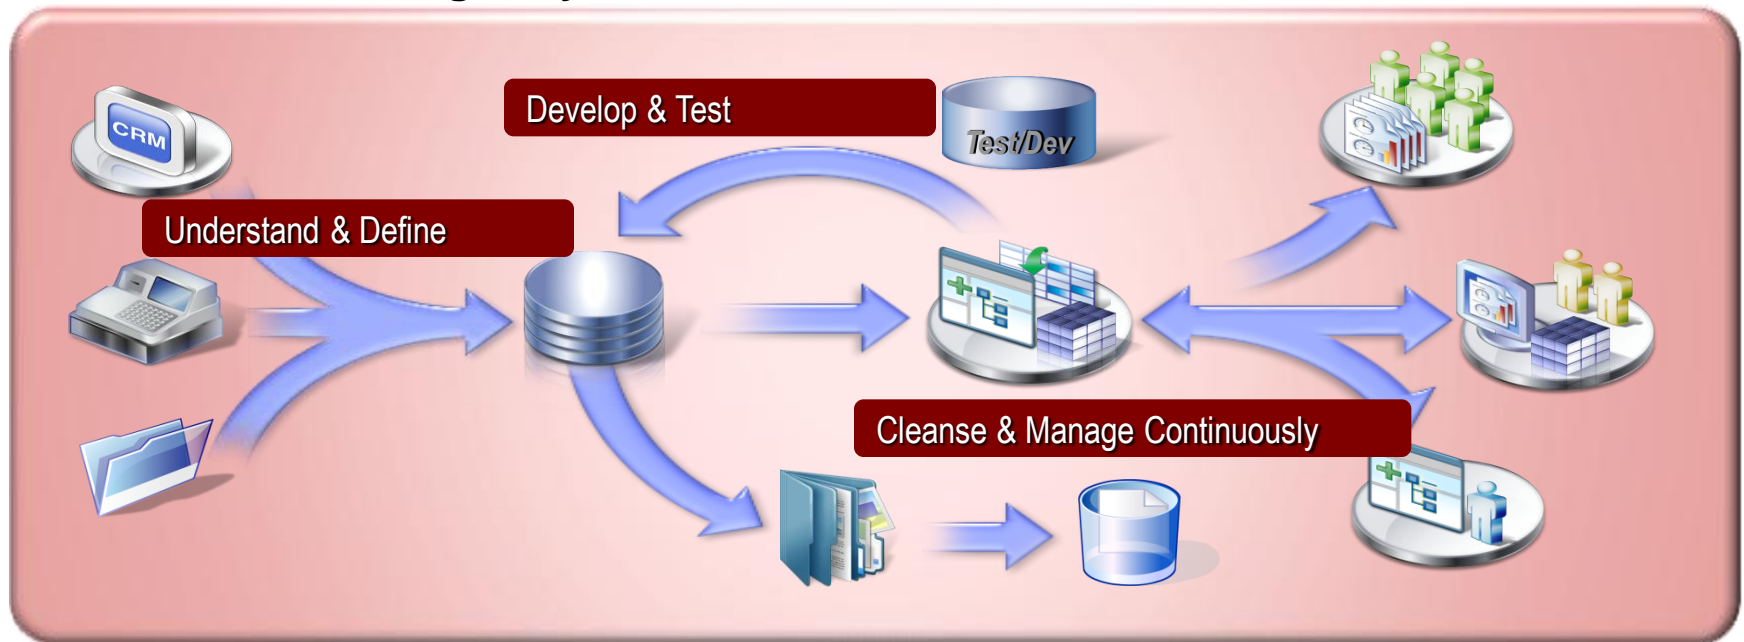 Develop & Test
Test/Dev
CRM
Understand & Define
Cleanse & Manage Continuously